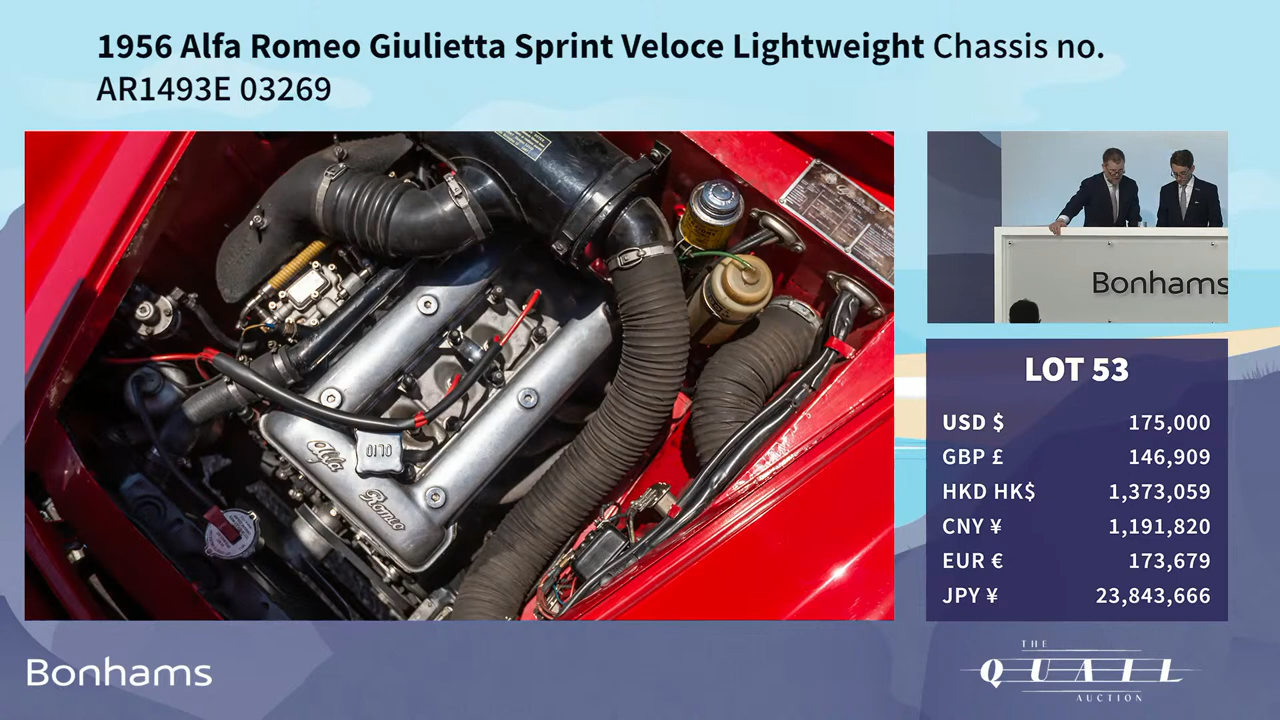 1956 Alfa Romeo Giulietta Sprint Veloce Lightweight Chassis no.
AR1493E 03269
OLIO
Alfa
Romeo
Bonhams
LOT 53
USD $ 175,000
GBP £ 146,909
HKD HK$ 1,373,059
CNY ¥ 1,191,820
EUR € 173,679
JPY ¥ 23,843,666
Bonhams
THE
QUAIL
AUCTION